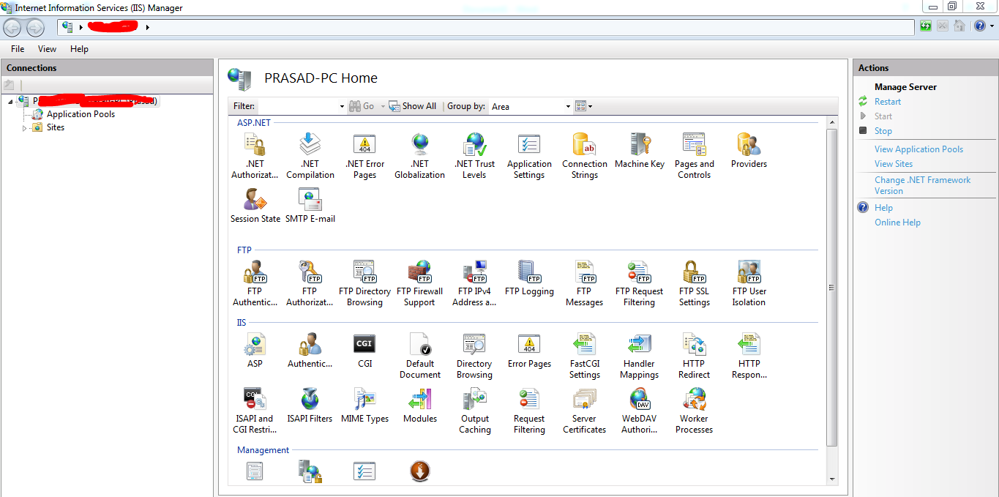 Internet Information Services (IIS) Manager
File View Help
Connections
Application Pools
Sites
PRASAD-PC Home
Filter: Go Show All Group by: Area
ASP.NET
.NET Authorizat...
.NET Compilation
.NET Error Pages
.NET Globalization
.NET Trust Levels
Application Settings
Connection Strings
Machine Key
Pages and Controls
Providers
Session State
SMTP E-mail
FTP
FTP Authentic...
FTP Authorizat...
FTP Directory Browsing
FTP Firewall Support
FTP IPv4 Address a...
FTP Logging
FTP Messages
FTP Request Filtering
FTP SSL Settings
FTP User Isolation
IIS
ASP
Authentic...
CGI
Default Document
Directory Browsing
Error Pages
FastCGI Settings
Handler Mappings
HTTP Redirect
HTTP Respon...
ISAPI and CGI Restri...
ISAPI Filters
MIME Types
Modules
Output Caching
Request Filtering
Server Certificates
WebDAV Authori...
Worker Processes
Management
Actions
Manage Server
Restart
Start
Stop
View Application Pools
View Sites
Change .NET Framework
Version
Help
Online Help